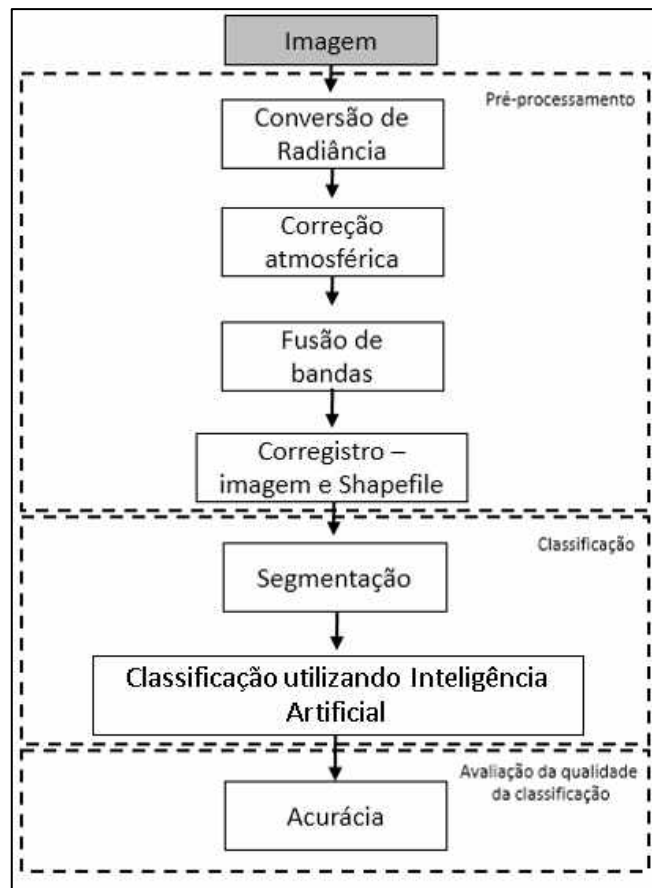 Imagem
Pré-processamento
Conversão de
Radiância
Correção
atmosférica
Fusão de
bandas
Corregistro –
imagem e Shapefile
Classificação
Segmentação
Classificação utilizando Inteligência
Artificial
Avaliação da qualidade
da classificação
Acurácia